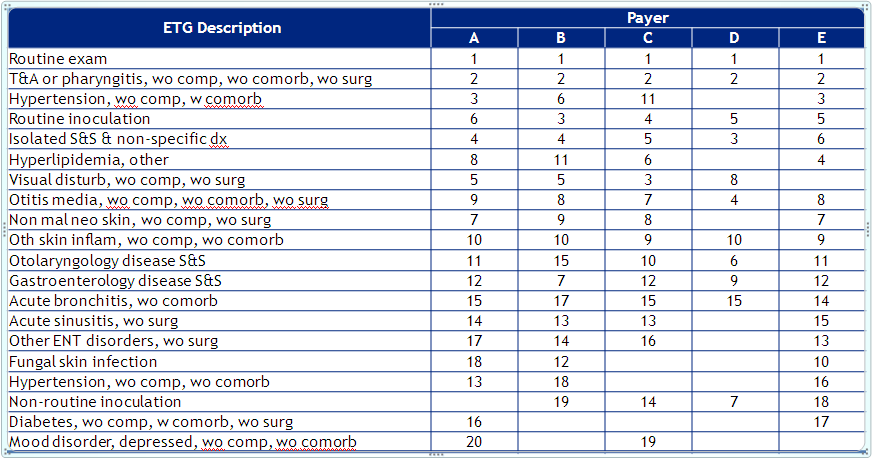 ETG Description Payer
A B C D E
Routine exam 1 1 1 1 1
T&A or pharyngitis, wo comp, wo comorb, wo surg 2 2 2 2 2
Hypertension, wo comp, w comorb 3 6 11 3
Routine inoculation 6 3 4 5 5
Isolated S&S & non-specific dx 4 4 5 3 6
Hyperlipidemia, other 8 11 6 4
Visual disturb, wo comp, wo surg 5 5 3 8
Otitis media, wo comp, wo comorb, wo surg 9 8 7 4 8
Non mal neo skin, wo comp, wo surg 7 9 8 7
Oth skin inflam, wo comp, wo comorb 10 10 9 10 9
Otolaryngology disease S&S 11 15 10 6 11
Gastroenterology disease S&S 12 7 12 9 12
Acute bronchitis, wo comorb 15 17 15 15 14
Acute sinusitis, wo surg 14 13 13 15
Other ENT disorders, wo surg 17 14 16 13
Fungal skin infection 18 12 10
Hypertension, wo comp, wo comorb 13 18 16
Non-routine inoculation 19 14 7 18
Diabetes, wo comp, w comorb, wo surg 16 17
Mood disorder, depressed, wo comp, wo comorb 20 19